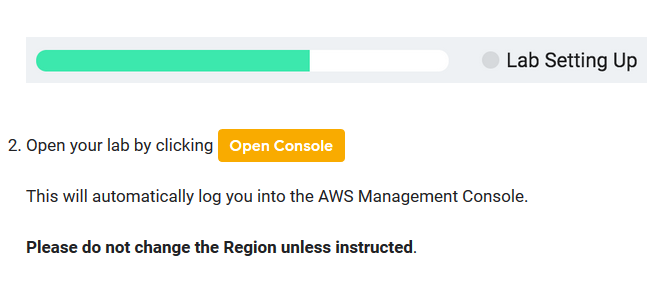 Lab Setting Up
2. Open your lab by clicking Open Console
This will automatically log you into the AWS Management Console.
Please do not change the Region unless instructed.